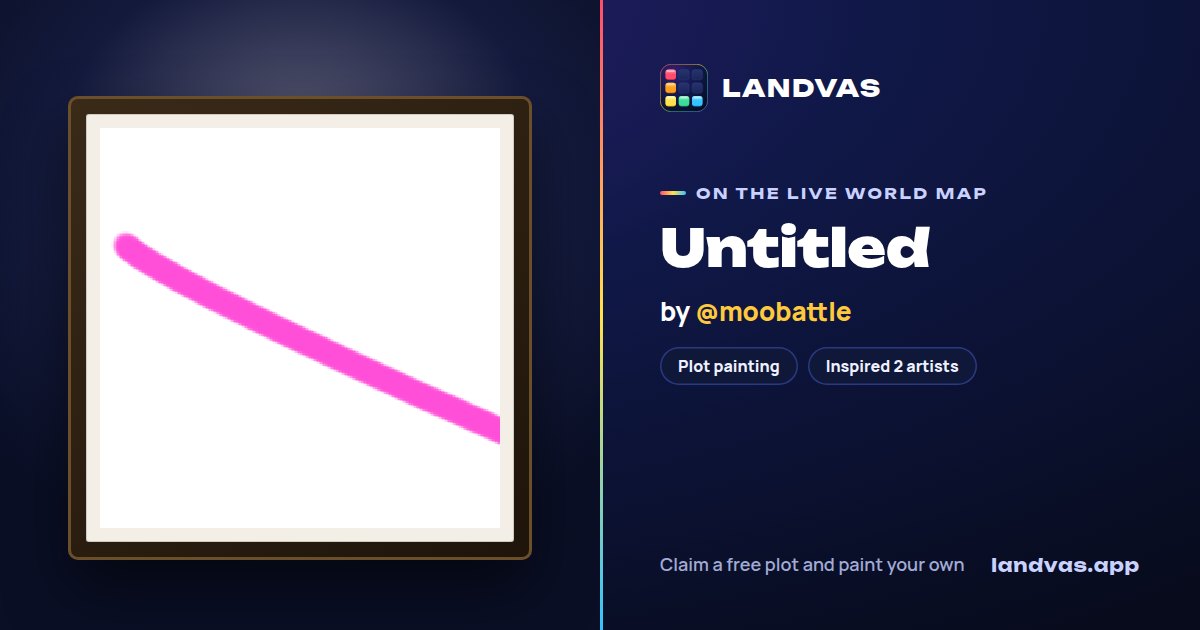 LANDVAS
ON THE LIVE WORLD MAP
Untitled
by @moobattle
Plot painting
Inspired 2 artists
Claim a free plot and paint your own
landvas.app